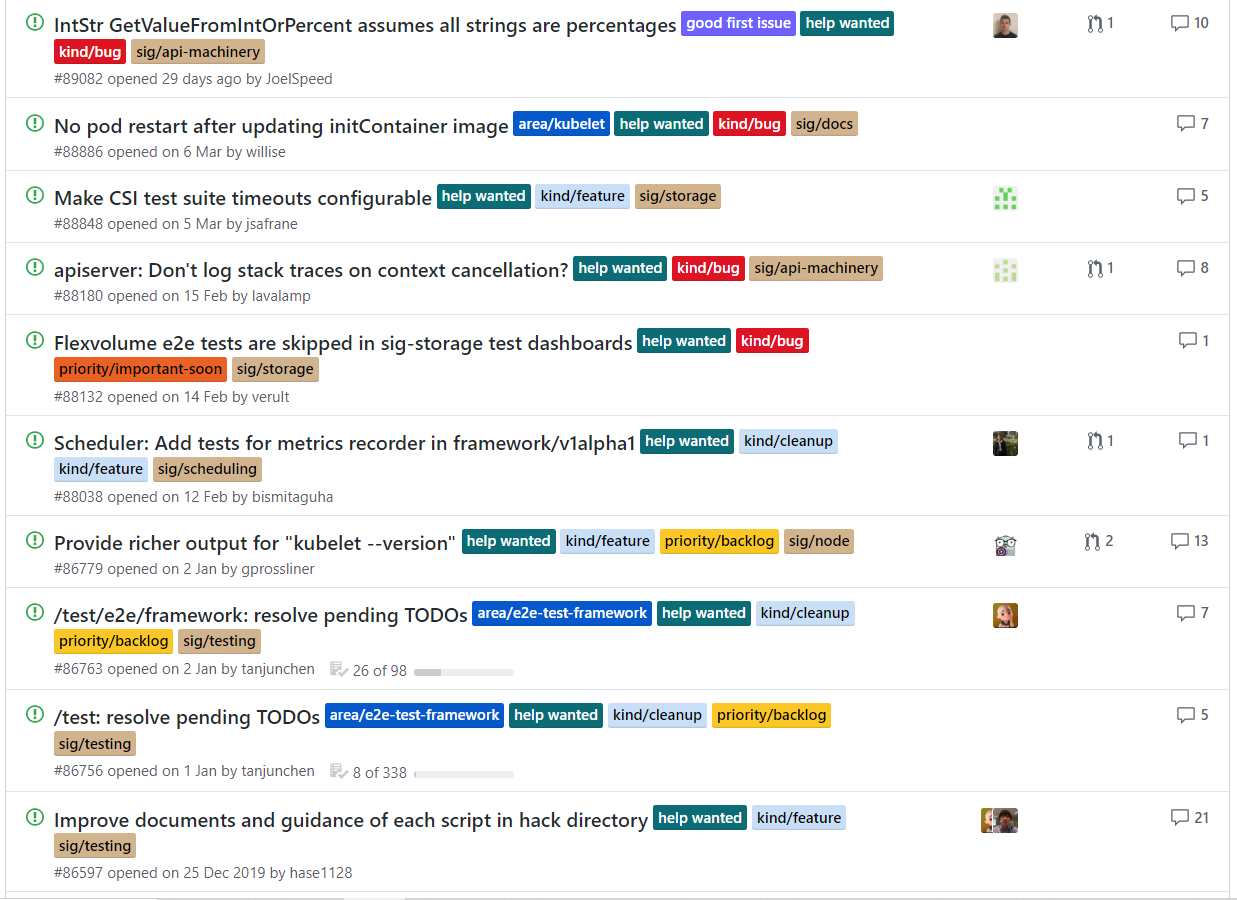 IntStr GetValueFromIntOrPercent assumes all strings are percentages good first issue help wanted 1 10
kind/bug sig/api-machinery
#89082 opened 29 days ago by JoelSpeed
No pod restart after updating initContainer image area/kubelet help wanted kind/bug sig/docs 7
#88886 opened on 6 Mar by willise
Make CSI test suite timeouts configurable help wanted kind/feature sig/storage 5
#88848 opened on 5 Mar by jsafrane
apiserver: Don't log stack traces on context cancellation? help wanted kind/bug sig/api-machinery 1 8
#88180 opened on 15 Feb by lavalamp
Flexvolume e2e tests are skipped in sig-storage test dashboards help wanted kind/bug 1
priority/important-soon sig/storage
#88132 opened on 14 Feb by verult
Scheduler: Add tests for metrics recorder in framework/v1alpha1 help wanted kind/cleanup 1 1
kind/feature sig/scheduling
#88038 opened on 12 Feb by bismitaguha
Provide richer output for "kubelet --version" help wanted kind/feature priority/backlog sig/node 2 13
#86779 opened on 2 Jan by gprossliner
/test/e2e/framework: resolve pending TODOs area/e2e-test-framework help wanted kind/cleanup 7
priority/backlog sig/testing
#86763 opened on 2 Jan by tanjunchen 26 of 98
/test: resolve pending TODOs area/e2e-test-framework help wanted kind/cleanup priority/backlog 5
sig/testing
#86756 opened on 1 Jan by tanjunchen 8 of 338
Improve documents and guidance of each script in hack directory help wanted kind/feature 21
sig/testing
#86597 opened on 25 Dec 2019 by hase1128